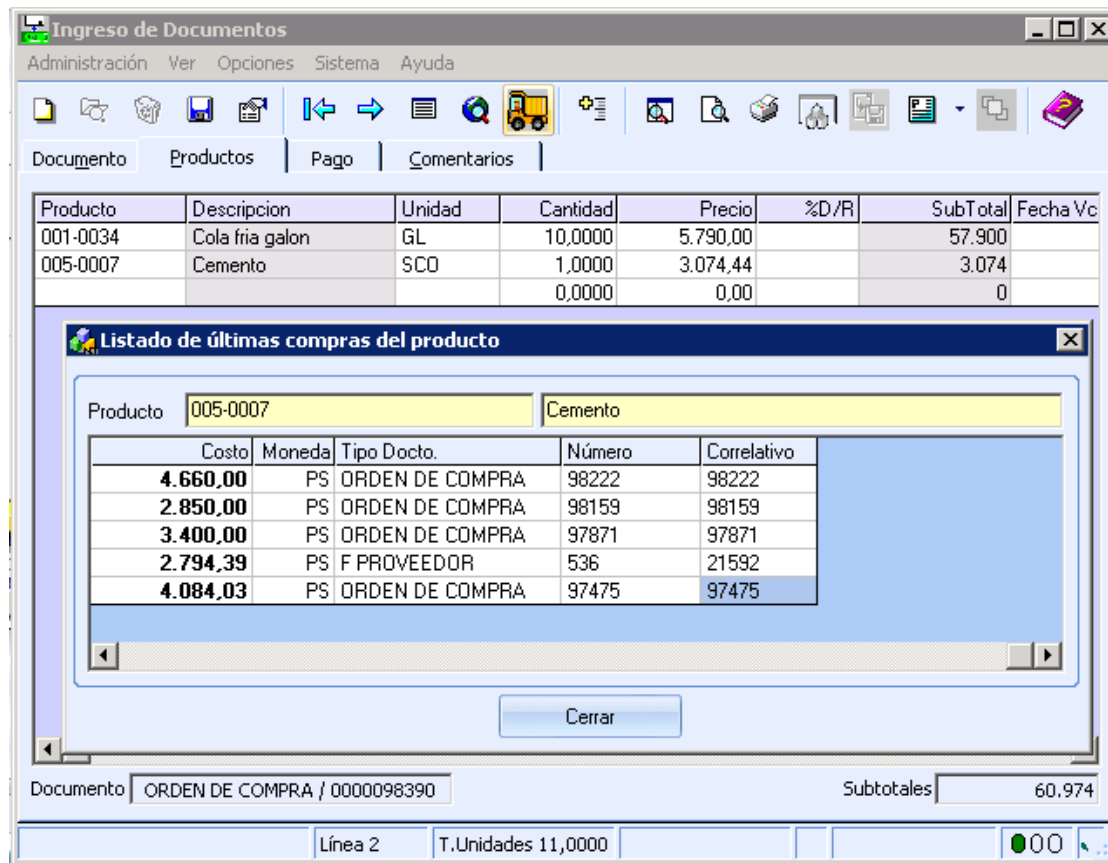 Ingreso de Documentos
Administración Ver Opciones Sistema Ayuda
Documento Productos Pago Comentarios
Producto Descripcion Unidad Cantidad Precio %D/R SubTotal Fecha Vc
001-0034 Cola fria galon GL 10,0000 5.790,00 57.900
005-0007 Cemento SCO 1,0000 3.074,44 3.074
0,0000 0,00 0
Listado de últimas compras del producto
Producto 005-0007 Cemento
Costo Moneda Tipo Docto. Número Correlativo
4.660,00 PS ORDEN DE COMPRA 98222 98222
2.850,00 PS ORDEN DE COMPRA 98159 98159
3.400,00 PS ORDEN DE COMPRA 97871 97871
2.794,39 PS F PROVEEDOR 536 21592
4.084,03 PS ORDEN DE COMPRA 97475 97475
Cerrar
Documento ORDEN DE COMPRA / 0000098390 Subtotales 60.974
Línea 2 T.Unidades 11,0000